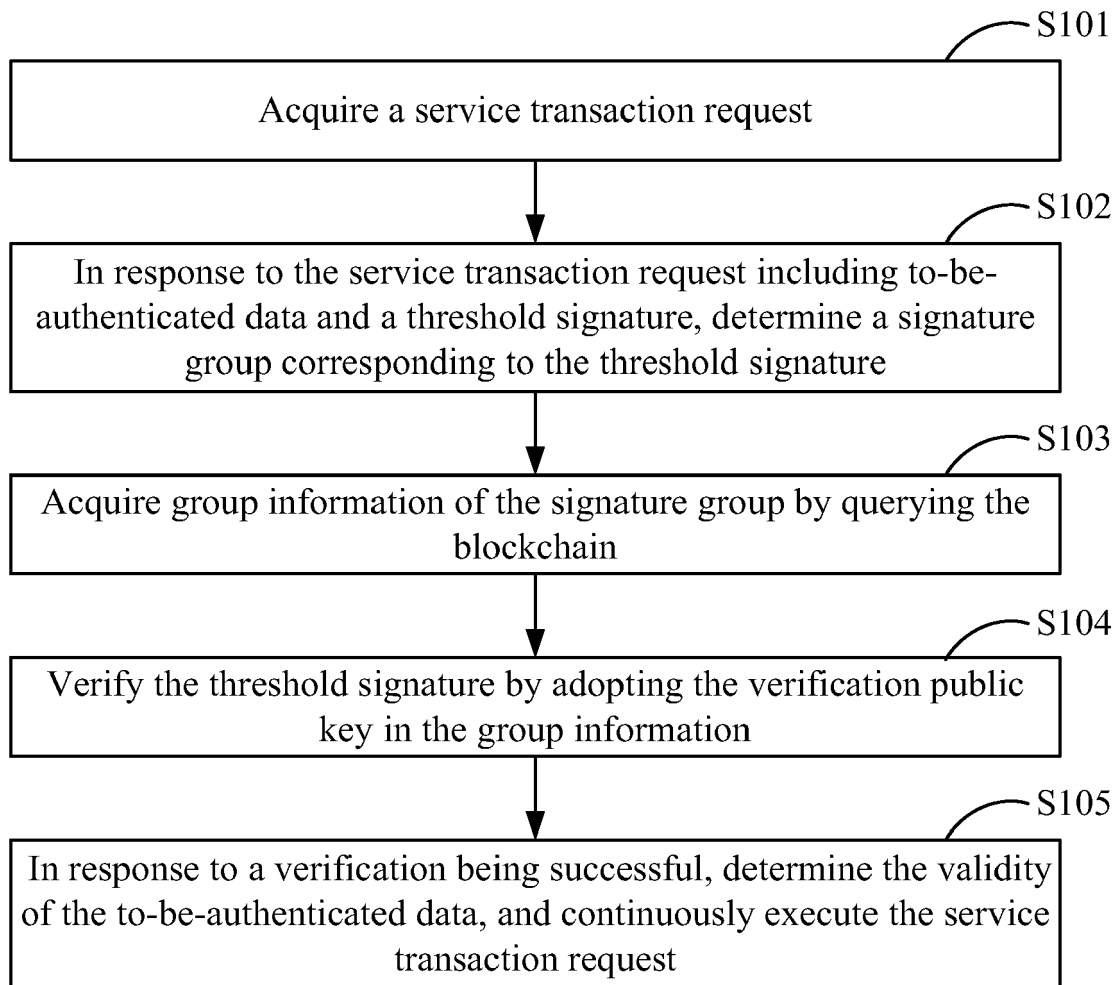 S101
Acquire a service transaction request
S102
In response to the service transaction request including to-be-
authenticated data and a threshold signature, determine a signature
group corresponding to the threshold signature
S103
Acquire group information of the signature group by querying the
blockchain
S104
Verify the threshold signature by adopting the verification public
key in the group information
S105
In response to a verification being successful, determine the validity
of the to-be-authenticated data, and continuously execute the service
transaction request